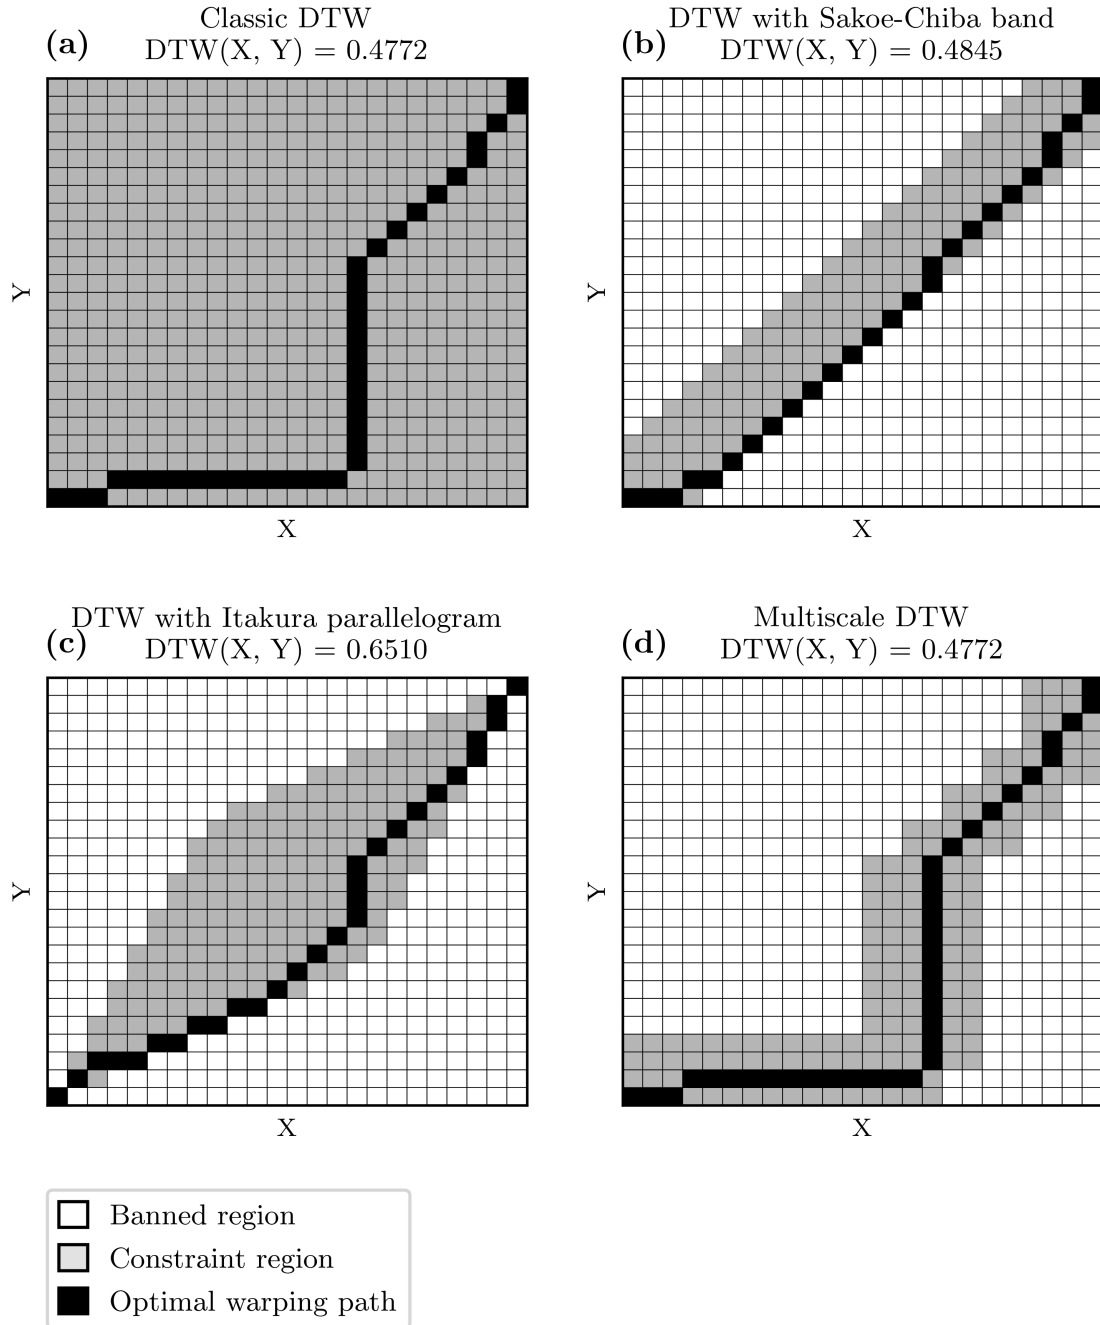 Classic DTW
(a)
DTW(X, Y) = 0.4772
Y
X
DTW with Sakoe-Chiba band
(b)
DTW(X, Y) = 0.4845
Y
X
DTW with Itakura parallelogram
(c)
DTW(X, Y) = 0.6510
Y
X
Multiscale DTW
(d)
DTW(X, Y) = 0.4772
Y
X
Banned region
Constraint region
Optimal warping path